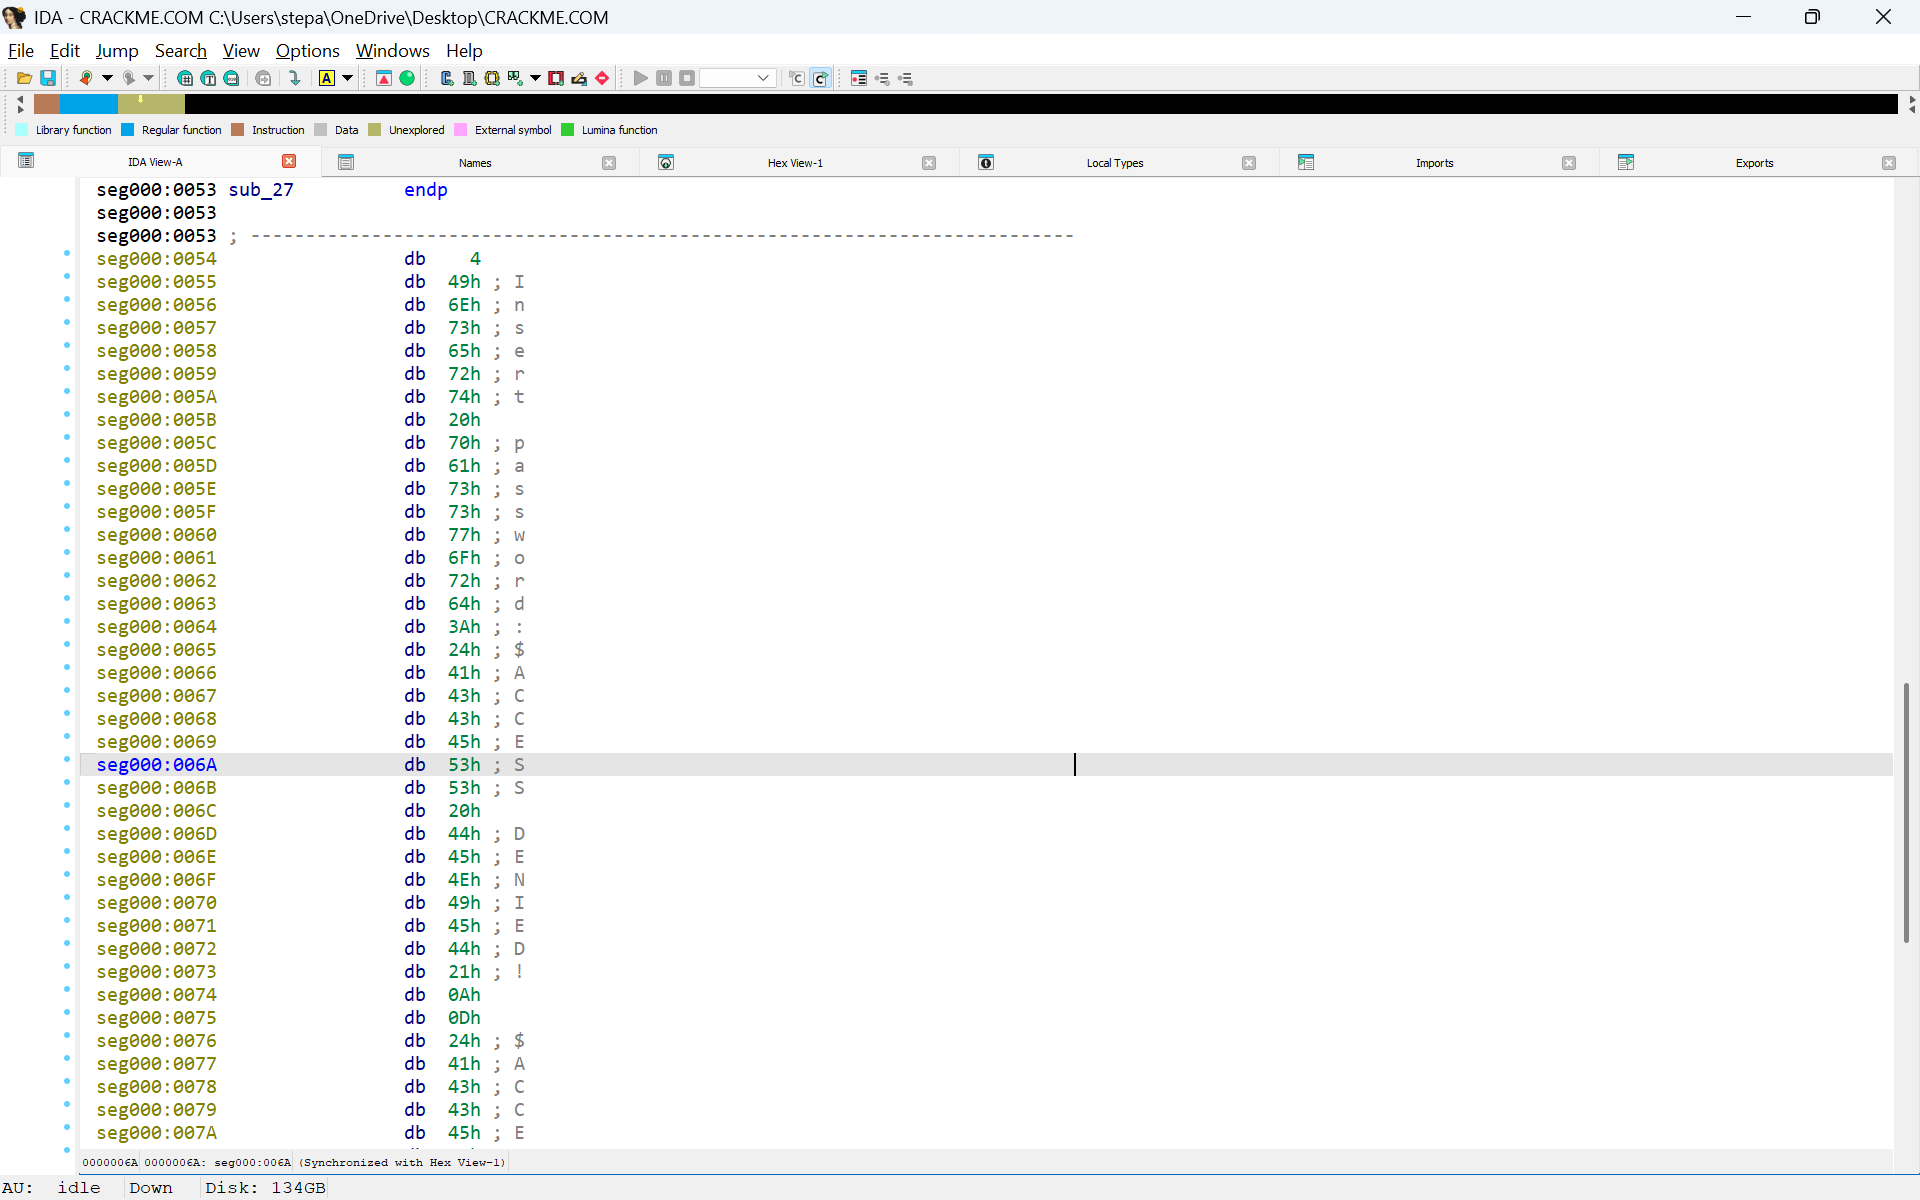 IDA - CRACKME.COM C:\Users\stepa\OneDrive\Desktop\CRACKME.COM
File Edit Jump Search View Options Windows Help
Library function Regular function Instruction Data Unexplored External symbol Lumina function
IDA View-A Names Hex View-1 Local Types Imports Exports
seg000:0053 sub_27 endp
seg000:0053
seg000:0053 ; ---------------------------------------------------------------------------
seg000:0054 db 4
seg000:0055 db 49h ; I
seg000:0056 db 6Eh ; n
seg000:0057 db 73h ; s
seg000:0058 db 65h ; e
seg000:0059 db 72h ; r
seg000:005A db 74h ; t
seg000:005B db 20h
seg000:005C db 70h ; p
seg000:005D db 61h ; a
seg000:005E db 73h ; s
seg000:005F db 73h ; s
seg000:0060 db 77h ; w
seg000:0061 db 6Fh ; o
seg000:0062 db 72h ; r
seg000:0063 db 64h ; d
seg000:0064 db 3Ah ; :
seg000:0065 db 24h ; $
seg000:0066 db 41h ; A
seg000:0067 db 43h ; C
seg000:0068 db 43h ; C
seg000:0069 db 45h ; E
seg000:006A db 53h ; S
seg000:006B db 53h ; S
seg000:006C db 20h
seg000:006D db 44h ; D
seg000:006E db 45h ; E
seg000:006F db 4Eh ; N
seg000:0070 db 49h ; I
seg000:0071 db 45h ; E
seg000:0072 db 44h ; D
seg000:0073 db 21h ; !
seg000:0074 db 0Ah
seg000:0075 db 0Dh
seg000:0076 db 24h ; $
seg000:0077 db 41h ; A
seg000:0078 db 43h ; C
seg000:0079 db 43h ; C
seg000:007A db 45h ; E
0000006A 0000006A: seg000:006A (Synchronized with Hex View-1)
AU: idle Down Disk: 134GB